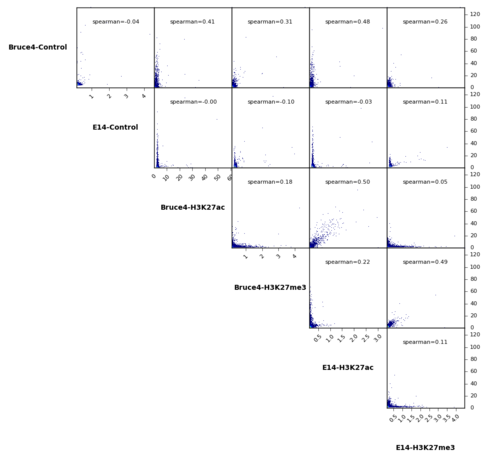 Bruce4-Control
spearman=-0.04 spearman=0.41 spearman=0.31 spearman=0.48 spearman=0.26
120
100
80
60
40
20
0
1 2 3 4
E14-Control
spearman=-0.00 spearman=-0.10 spearman=-0.03 spearman=0.11
120
100
80
60
40
20
0
0 10 20 30 40 50 60
Bruce4-H3K27ac
spearman=0.18 spearman=0.50 spearman=0.05
120
100
80
60
40
20
0
1 2 3 4
Bruce4-H3K27me3
spearman=0.22 spearman=0.49
120
100
80
60
40
20
0
0.5 1.0 1.5 2.0 2.5 3.0
E14-H3K27ac
spearman=0.11
120
100
80
60
40
20
0
0.5 1.0 1.5 2.0 2.5 3.0 3.5 4.0
E14-H3K27me3